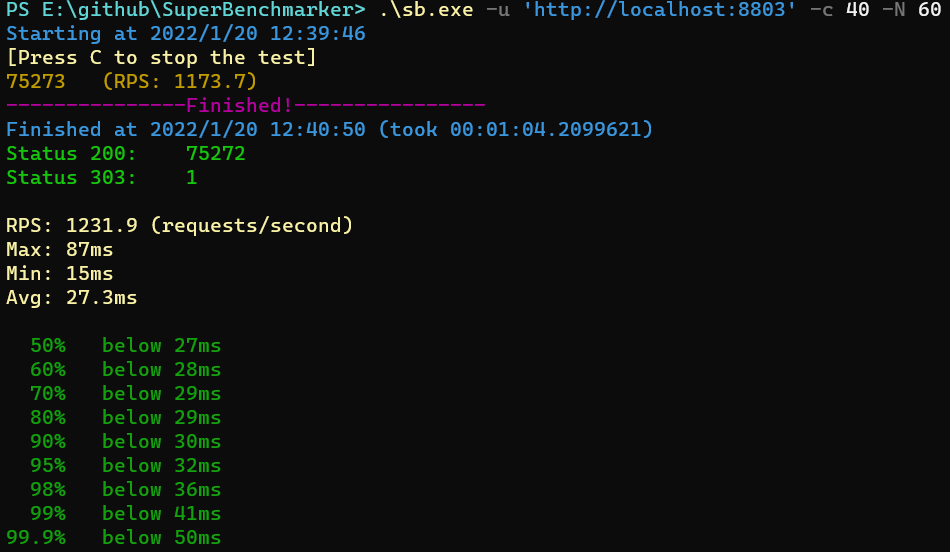 PS E:\github\SuperBenchmarker> .\sb.exe -u 'http://localhost:8803' -c 40 -N 60
Starting at 2022/1/20 12:39:46
[Press C to stop the test]
75273   (RPS: 1173.7)
---------------Finished!----------------
Finished at 2022/1/20 12:40:50 (took 00:01:04.2099621)
Status 200:    75272
Status 303:    1
RPS: 1231.9 (requests/second)
Max: 87ms
Min: 15ms
Avg: 27.3ms
  50%   below 27ms
  60%   below 28ms
  70%   below 29ms
  80%   below 29ms
  90%   below 30ms
  95%   below 32ms
  98%   below 36ms
  99%   below 41ms
99.9%   below 50ms